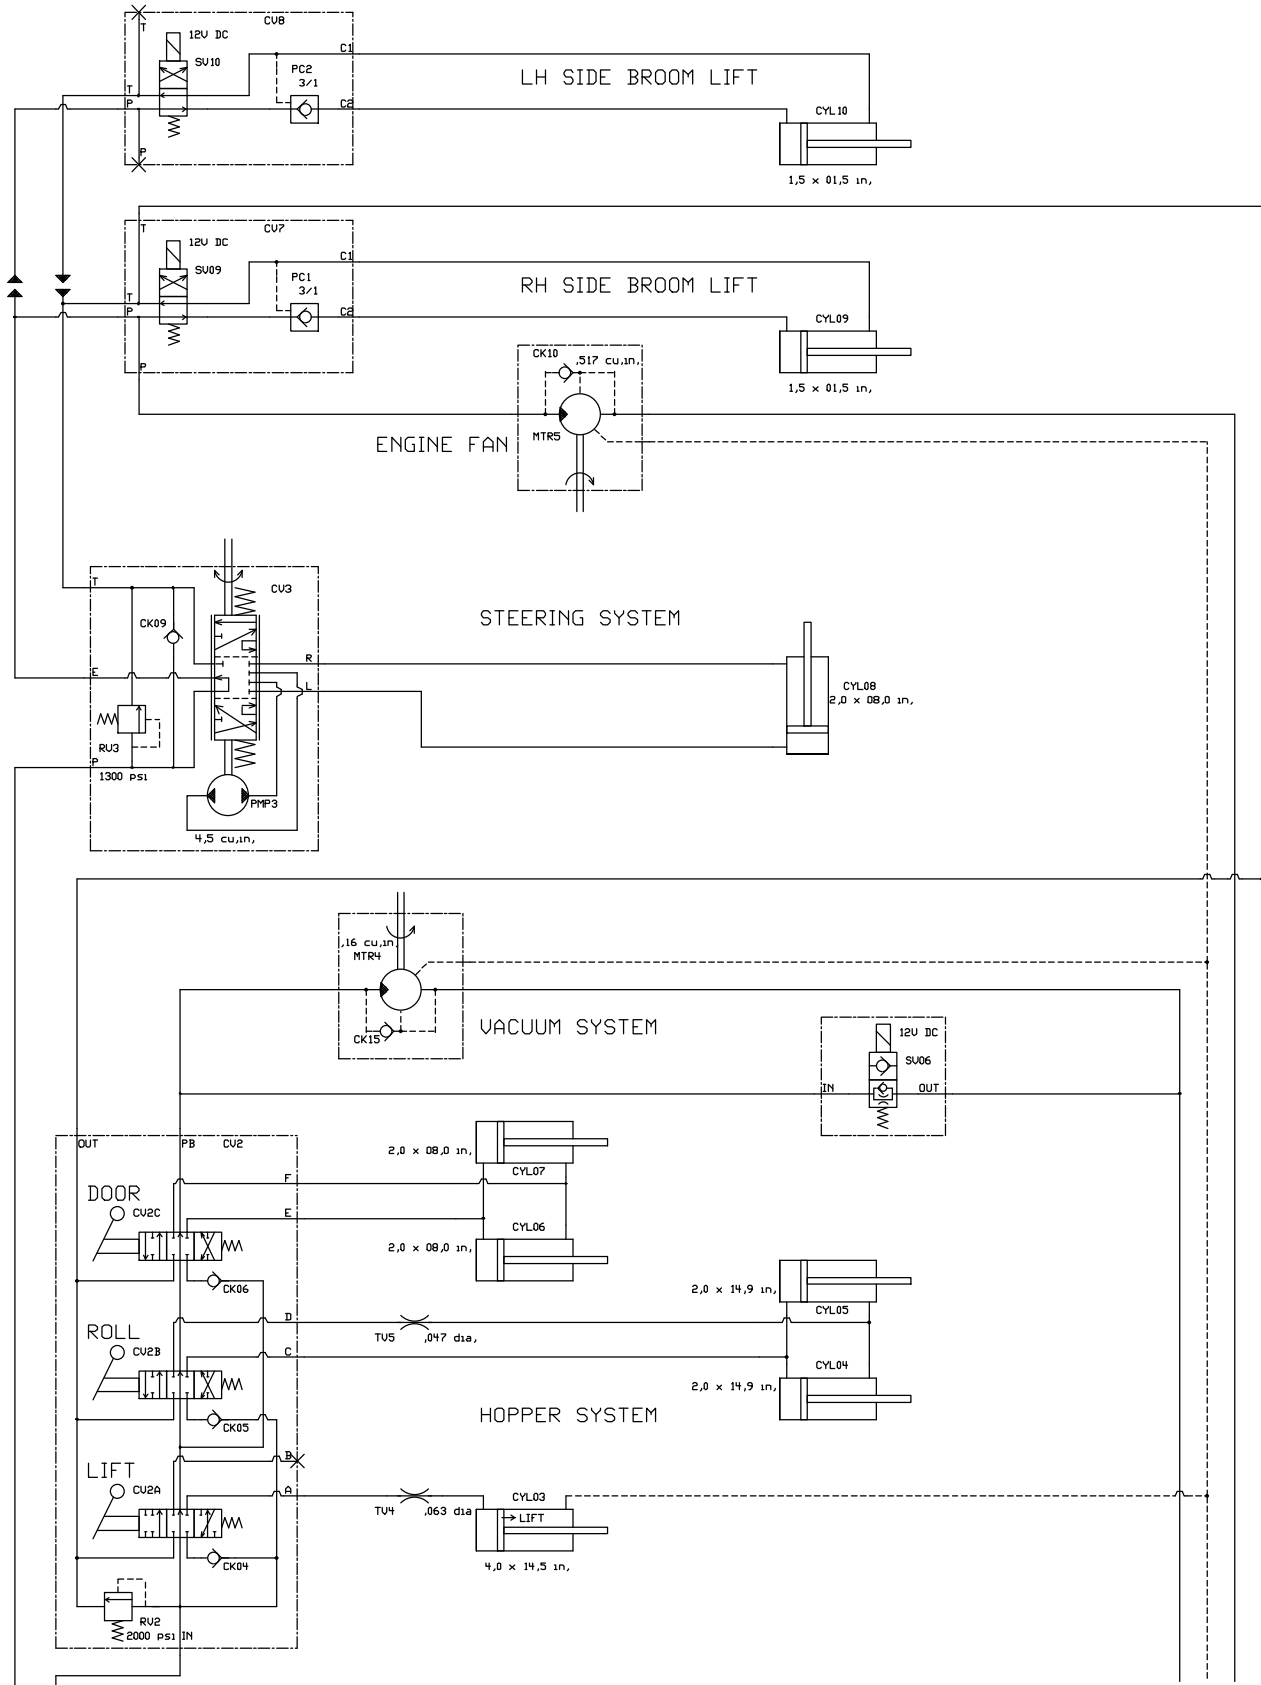 T
CV8
12V DC
SV10
C1
PC2
3/1
LH SIDE BROOM LIFT
T
P
C2
CYL10
P
1,5 x 01,5 in,
T
CV7
12V DC
SV09
C1
PC1
3/1
RH SIDE BROOM LIFT
T
P
C2
CYL09
P
CK10
,517 cu,in,
1,5 x 01,5 in,
MTR5
ENGINE FAN
T
CV3
CK09
STEERING SYSTEM
R
E
L
CYL08
2,0 x 08,0 in,
RV3
P
1300 psi
PMP3
4,5 cu,in,
,16 cu,in,
MTR4
CK15
VACUUM SYSTEM
12V DC
SV06
IN
OUT
OUT
PB
CV2
2,0 x 08,0 in,
CYL07
F
DOOR
CV2C
E
CYL06
2,0 x 08,0 in,
CK06
2,0 x 14,9 in,
CYL05
D
ROLL
TV5
,047 dia,
CV2B
C
CYL04
2,0 x 14,9 in,
CK05
HOPPER SYSTEM
B
LIFT
CV2A
A
CYL03
TV4
,063 dia
LIFT
CK04
4,0 x 14,5 in,
RV2
2000 psi IN